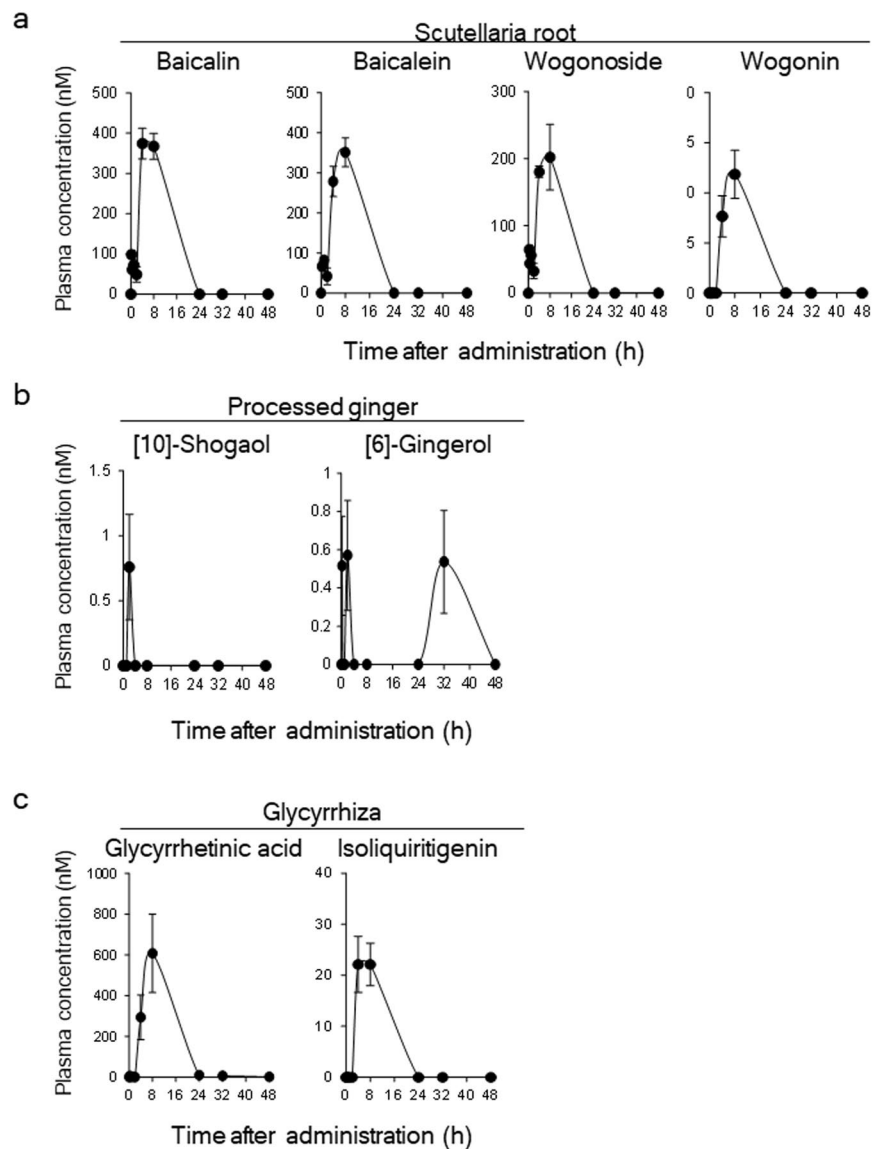 a
Scutellaria root
Baicalin Baicalein Wogonoside Wogonin
Plasma concentration (nM)
500 500 300 0
400 400
300 300 200 0
200 200 100 5
100 100
0 0 0 0
0 8 16 24 32 40 48 0 8 16 24 32 40 48 0 8 16 24 32 40 48 0 8 16 24 32 40 48
Time after administration (h)
b
Processed ginger
[10]-Shogaol [6]-Gingerol
Plasma concentration (nM)
1.5 1
0.8
1 0.6
0.5 0.4
0.2
0 0
0 8 16 24 32 40 48 0 8 16 24 32 40 48
Time after administration (h)
c
Glycyrrhiza
Glycyrrhetinic acid Isoliquiritigenin
Plasma concentration (nM)
1000 40
800 30
600
400 20
200 10
0 0
0 8 16 24 32 40 48 0 8 16 24 32 40 48
Time after administration (h)